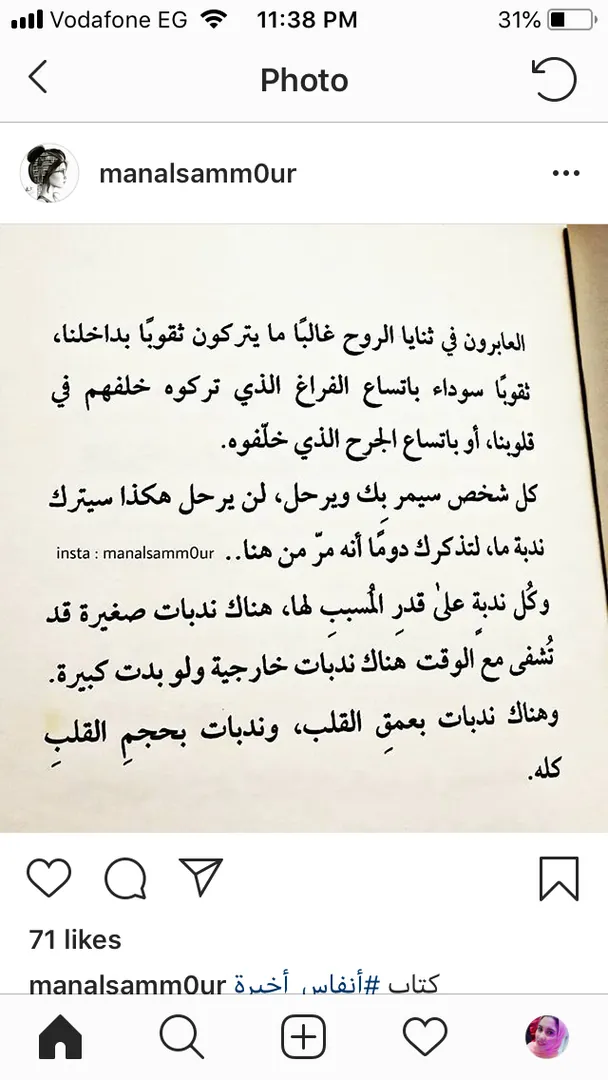 Vodafone EG 11:38 PM 31%
Photo
manalsamm0ur
العابرون في ثنايا الروح غالبًا ما يتركون ثقوبًا بداخلنا،
ثقوبًا سوداء باتساع الفراغ الذي تركوه خلفهم في
قلوبنا، أو باتساع الجرح الذي خلّفوه.
كل شخص سيمر بِك ويرحل، لن يرحل هكذا سيترك
ندبة ما، لتذكرك دومًا أنه مرّ من هنا.. insta : manalsamm0ur
وكُل ندبةٍ علىٰ قدرِ المُسببِ لها، هناك ندبات صغيرة قد
تُشفى مع الوقت هناك ندبات خارجية ولو بدت كبيرة.
وهناك ندبات بعمقِ القلب، وندبات بحجمِ القلبِ
كله.
71 likes
manalsamm0ur كتاب #أنفاس_أخيرة